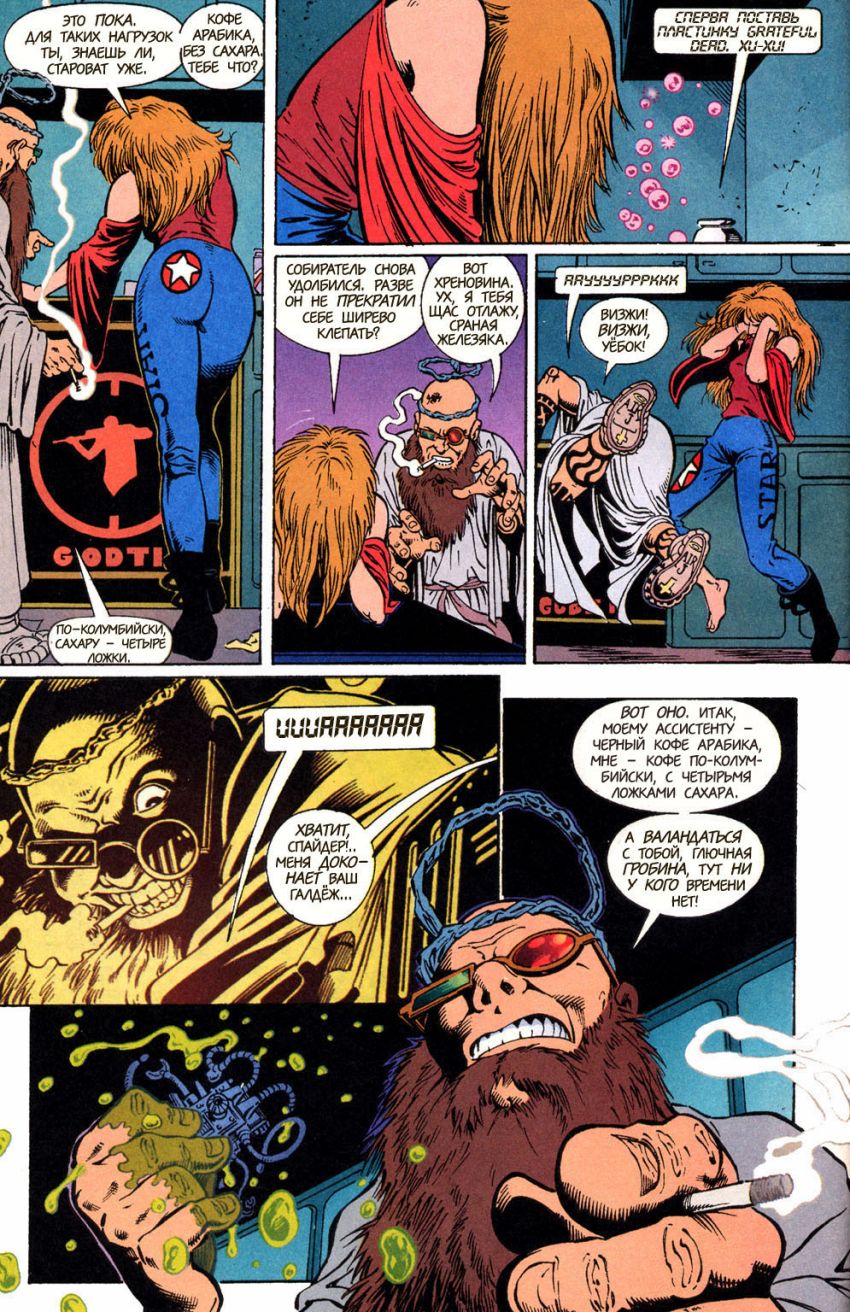 ЭТО ПОКА.
ДЛЯ ТАКИХ НАГРУЗОК
ТЫ, ЗНАЕШЬ ЛИ,
СТАРОВАТ УЖЕ.
КОФЕ
АРАБИКА,
БЕЗ САХАРА.
ТЕБЕ ЧТО?
GODTI
ПО-КОЛУМБИЙСКИ,
САХАРУ – ЧЕТЫРЕ
ЛОЖКИ.
СПЕРВА ПОСТАВЬ
ПЛАСТИНКУ GRATEFUL
DEAD. ХИ-ХИ!
СОБИРАТЕЛЬ СНОВА
УДОЛБИЛСЯ. РАЗВЕ
ОН НЕ ПРЕКРАТИЛ
СЕБЕ ШИРЕВО
КЛЕПАТЬ?
ВОТ
ХРЕНОВИНА.
УХ, Я ТЕБЯ
ЩАС ОТЛАЖУ,
СРАНАЯ
ЖЕЛЕЗЯКА.
ЯЯУУУУРРРККК
ВИЗЖИ!
ВИЗЖИ,
УЁБОК!
STAR
GODTI
ИИИЯЯЯЯЯЯЯ
ХВАТИТ,
СПАЙДЕР!..
МЕНЯ ДОКО-
НАЕТ ВАШ
ГАЛДЁЖ...
ВОТ ОНО. ИТАК,
МОЕМУ АССИСТЕНТУ –
ЧЕРНЫЙ КОФЕ АРАБИКА,
МНЕ – КОФЕ ПО-КОЛУМ-
БИЙСКИ, С ЧЕТЫРЬМЯ
ЛОЖКАМИ САХАРА.
А ВАЛАНДАТЬСЯ
С ТОБОЙ, ГЛЮЧНАЯ
ГРОБИНА, ТУТ НИ
У КОГО ВРЕМЕНИ
НЕТ!